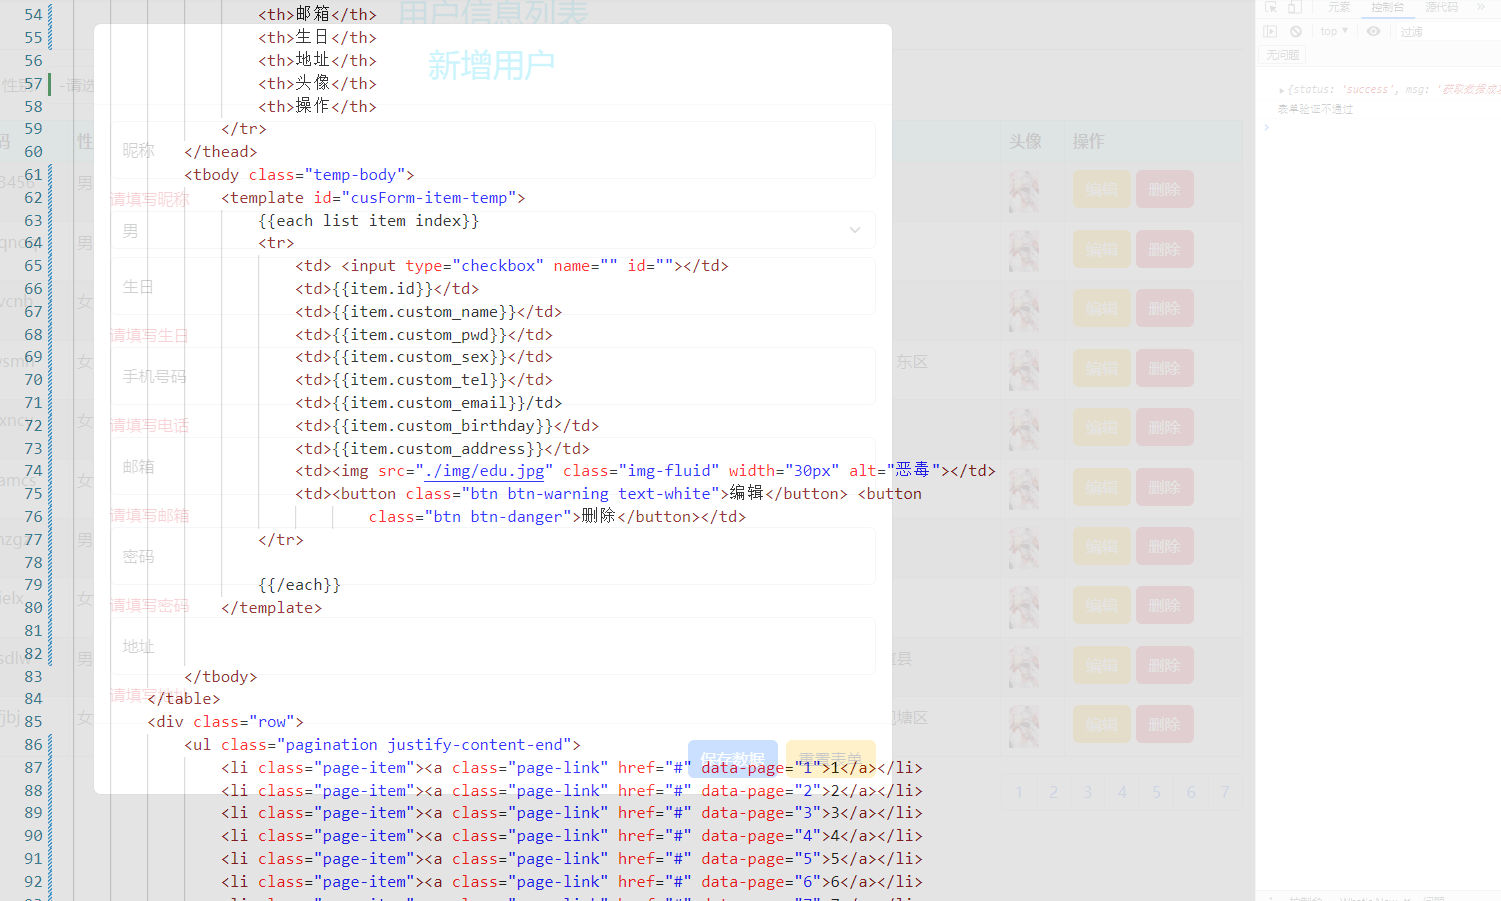 用户信息列表
元素 控制台 源代码 »
top ▼ 过滤
无问题
{status: 'success', msg: '获取数据成
表单验证不通过
新增用户
54 <th>邮箱</th>
55 <th>生日</th>
56 <th>地址</th>
57 <th>头像</th>
58 <th>操作</th>
59 </tr>
60 </thead>
61 <tbody class="temp-body">
62 <template id="cusForm-item-temp">
63 {{each list item index}}
64 <tr>
65 <td> <input type="checkbox" name="" id=""></td>
66 <td>{{item.id}}</td>
67 <td>{{item.custom_name}}</td>
68 <td>{{item.custom_pwd}}</td>
69 <td>{{item.custom_sex}}</td>
70 <td>{{item.custom_tel}}</td>
71 <td>{{item.custom_email}}/td>
72 <td>{{item.custom_birthday}}</td>
73 <td>{{item.custom_address}}</td>
74 <td><img src="./img/edu.jpg" class="img-fluid" width="30px" alt="恶毒"></td>
75 <td><button class="btn btn-warning text-white">编辑</button> <button
76 class="btn btn-danger">删除</button></td>
77 </tr>
78
79 {{/each}}
80 </template>
81
82
83 </tbody>
84 </table>
85 <div class="row">
86 <ul class="pagination justify-content-end">
87 <li class="page-item"><a class="page-link" href="#" data-page="1">1</a></li>
88 <li class="page-item"><a class="page-link" href="#" data-page="2">2</a></li>
89 <li class="page-item"><a class="page-link" href="#" data-page="3">3</a></li>
90 <li class="page-item"><a class="page-link" href="#" data-page="4">4</a></li>
91 <li class="page-item"><a class="page-link" href="#" data-page="5">5</a></li>
92 <li class="page-item"><a class="page-link" href="#" data-page="6">6</a></li>
昵称
请填写昵称
男
生日
请填写生日
手机号码
请填写电话
邮箱
请填写邮箱
密码
请填写密码
地址
保存数据 重置表单
头像 操作
编辑 删除
编辑 删除
编辑 删除
东区 编辑 删除
编辑 删除
编辑 删除
编辑 删除
编辑 删除
县 编辑 删除
塘区 编辑 删除
1 2 3 4 5 6 7